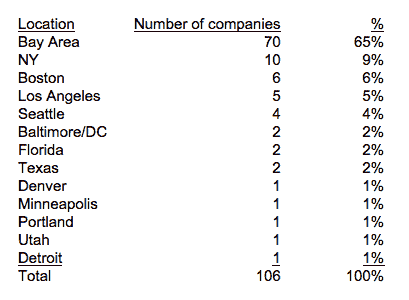 Location Number of companies %
Bay Area 70 65%
NY 10 9%
Boston 6 6%
Los Angeles 5 5%
Seattle 4 4%
Baltimore/DC 2 2%
Florida 2 2%
Texas 2 2%
Denver 1 1%
Minneapolis 1 1%
Portland 1 1%
Utah 1 1%
Detroit 1 1%
Total 106 100%